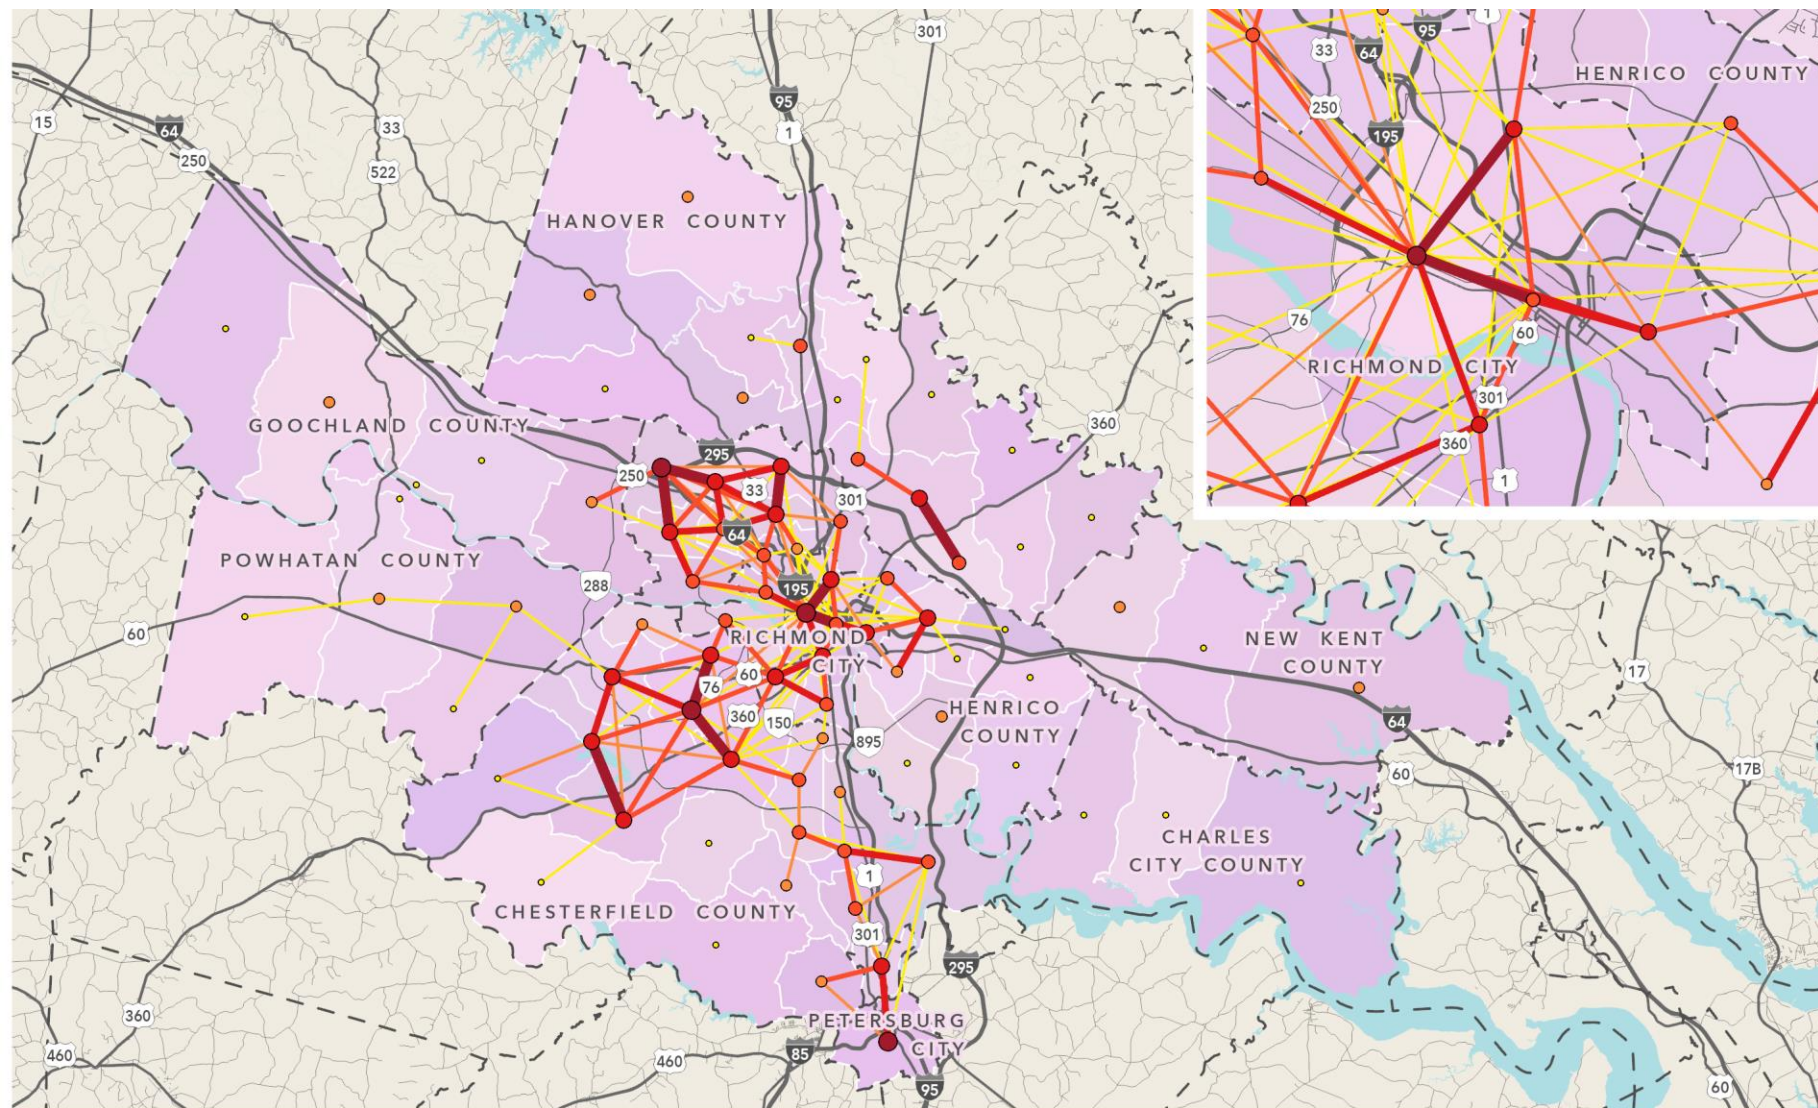 301
95
1
15
64
33
250
522
HANOVER COUNTY
GOOCHLAND COUNTY
360
295
250
33
301
64
POWHATAN COUNTY
288
195
60
RICHMOND
CITY
NEW KENT
COUNTY
17
76
60
360
150
HENRICO
COUNTY
895
64
60
17B
CHARLES
CITY COUNTY
1
CHESTERFIELD COUNTY
301
295
360
PETERSBURG
CITY
460
460
85
95
60
1
95
33
64
HENRICO COUNTY
250
195
76
60
RICHMOND CITY
301
360
1